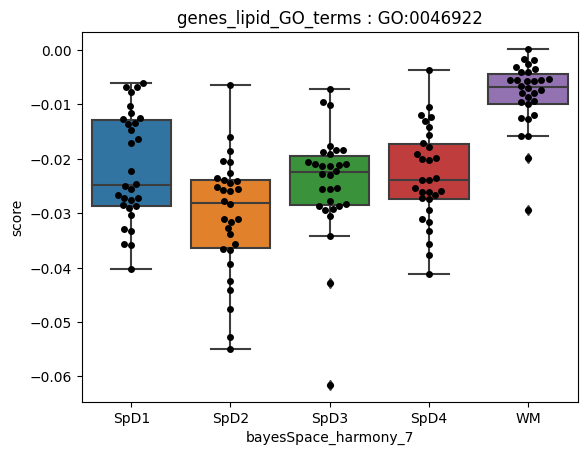 genes_lipid_GO_terms : GO:0046922
0.00
−0.01
−0.02
−0.03
−0.04
−0.05
−0.06
score
SpD1 SpD2 SpD3 SpD4 WM
bayesSpace_harmony_7